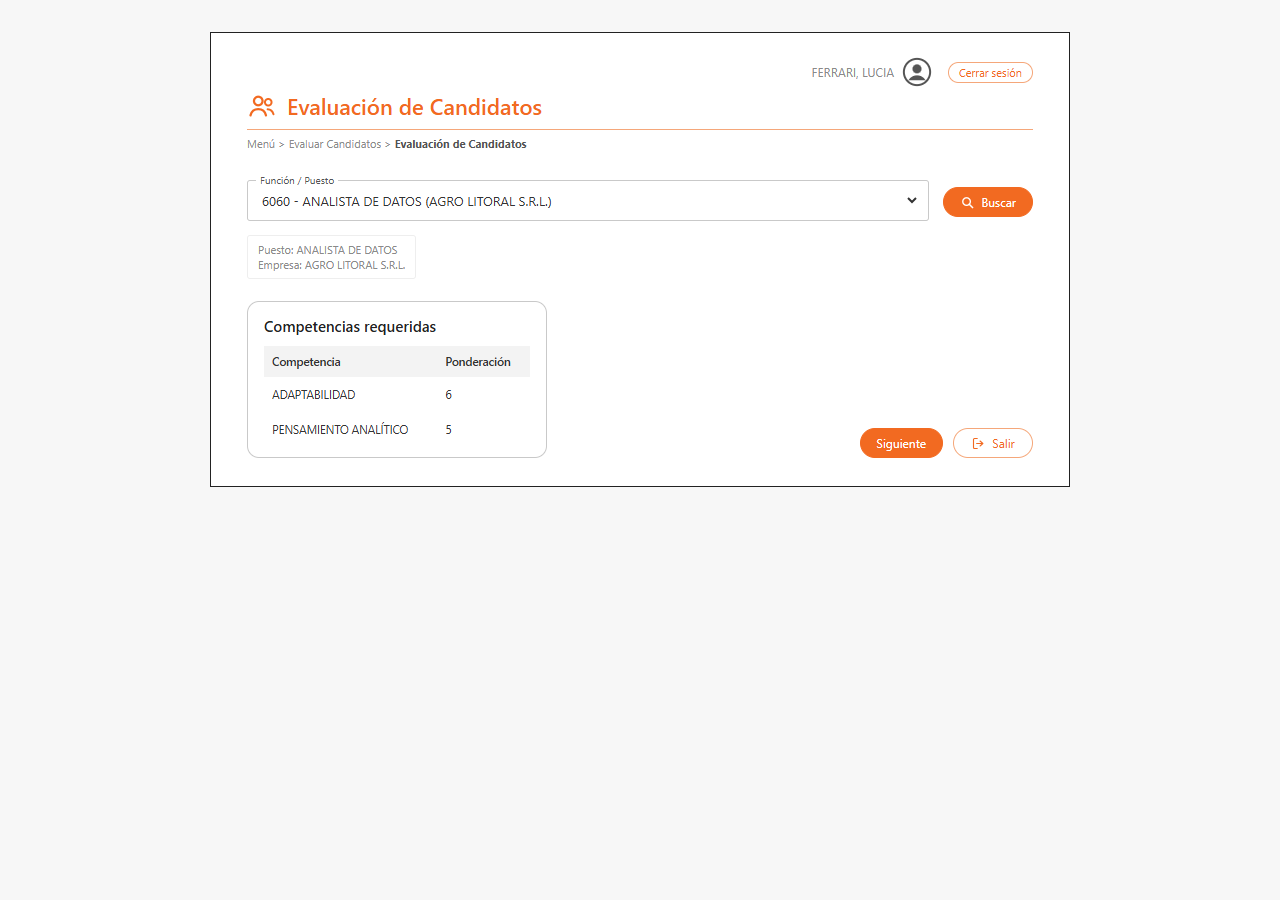 FERRARI, LUCIA
Cerrar sesión
Evaluación de Candidatos
Menú > Evaluar Candidatos > Evaluación de Candidatos
Función / Puesto
6060 - ANALISTA DE DATOS (AGRO LITORAL S.R.L.)
Buscar
Puesto: ANALISTA DE DATOS
Empresa: AGRO LITORAL S.R.L.
Competencias requeridas
Competencia Ponderación
ADAPTABILIDAD 6
PENSAMIENTO ANALÍTICO 5
Siguiente
Salir